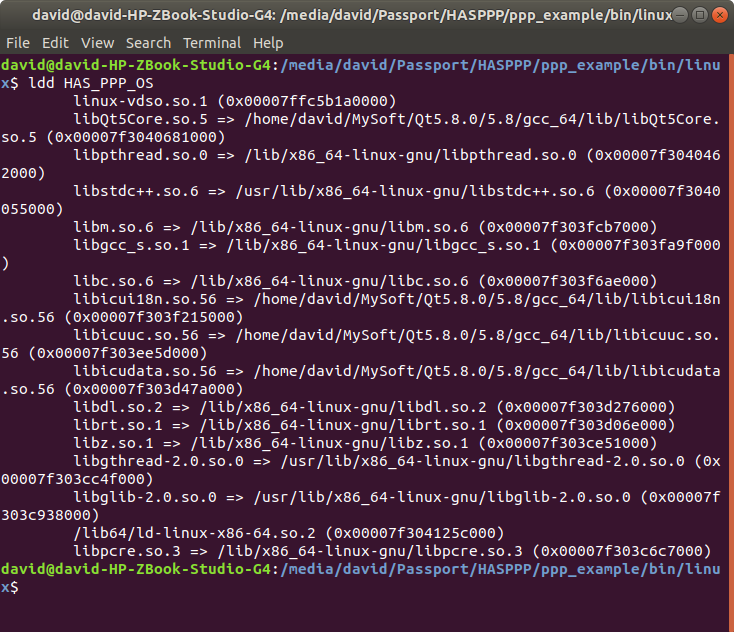 david@david-HP-ZBook-Studio-G4: /media/david/Passport/HASPPP/ppp_example/bin/linux
File Edit View Search Terminal Help
david@david-HP-ZBook-Studio-G4:/media/david/Passport/HASPPP/ppp_example/bin/linu
x$ ldd HAS_PPP_OS
linux-vdso.so.1 (0x00007ffc5b1a0000)
libQt5Core.so.5 => /home/david/MySoft/Qt5.8.0/5.8/gcc_64/lib/libQt5Core.
so.5 (0x00007f3040681000)
libpthread.so.0 => /lib/x86_64-linux-gnu/libpthread.so.0 (0x00007f304046
2000)
libstdc++.so.6 => /usr/lib/x86_64-linux-gnu/libstdc++.so.6 (0x00007f3040
055000)
libm.so.6 => /lib/x86_64-linux-gnu/libm.so.6 (0x00007f303fcb7000)
libgcc_s.so.1 => /lib/x86_64-linux-gnu/libgcc_s.so.1 (0x00007f303fa9f000
)
libc.so.6 => /lib/x86_64-linux-gnu/libc.so.6 (0x00007f303f6ae000)
libicui18n.so.56 => /home/david/MySoft/Qt5.8.0/5.8/gcc_64/lib/libicui18n
.so.56 (0x00007f303f215000)
libicuuc.so.56 => /home/david/MySoft/Qt5.8.0/5.8/gcc_64/lib/libicuuc.so.
56 (0x00007f303ee5d000)
libicudata.so.56 => /home/david/MySoft/Qt5.8.0/5.8/gcc_64/lib/libicudata
.so.56 (0x00007f303d47a000)
libdl.so.2 => /lib/x86_64-linux-gnu/libdl.so.2 (0x00007f303d276000)
librt.so.1 => /lib/x86_64-linux-gnu/librt.so.1 (0x00007f303d06e000)
libz.so.1 => /lib/x86_64-linux-gnu/libz.so.1 (0x00007f303ce51000)
libgthread-2.0.so.0 => /usr/lib/x86_64-linux-gnu/libgthread-2.0.so.0 (0x
00007f303cc4f000)
libglib-2.0.so.0 => /usr/lib/x86_64-linux-gnu/libglib-2.0.so.0 (0x00007f
303c938000)
/lib64/ld-linux-x86-64.so.2 (0x00007f304125c000)
libpcre.so.3 => /lib/x86_64-linux-gnu/libpcre.so.3 (0x00007f303c6c7000)
david@david-HP-ZBook-Studio-G4:/media/david/Passport/HASPPP/ppp_example/bin/linu
x$